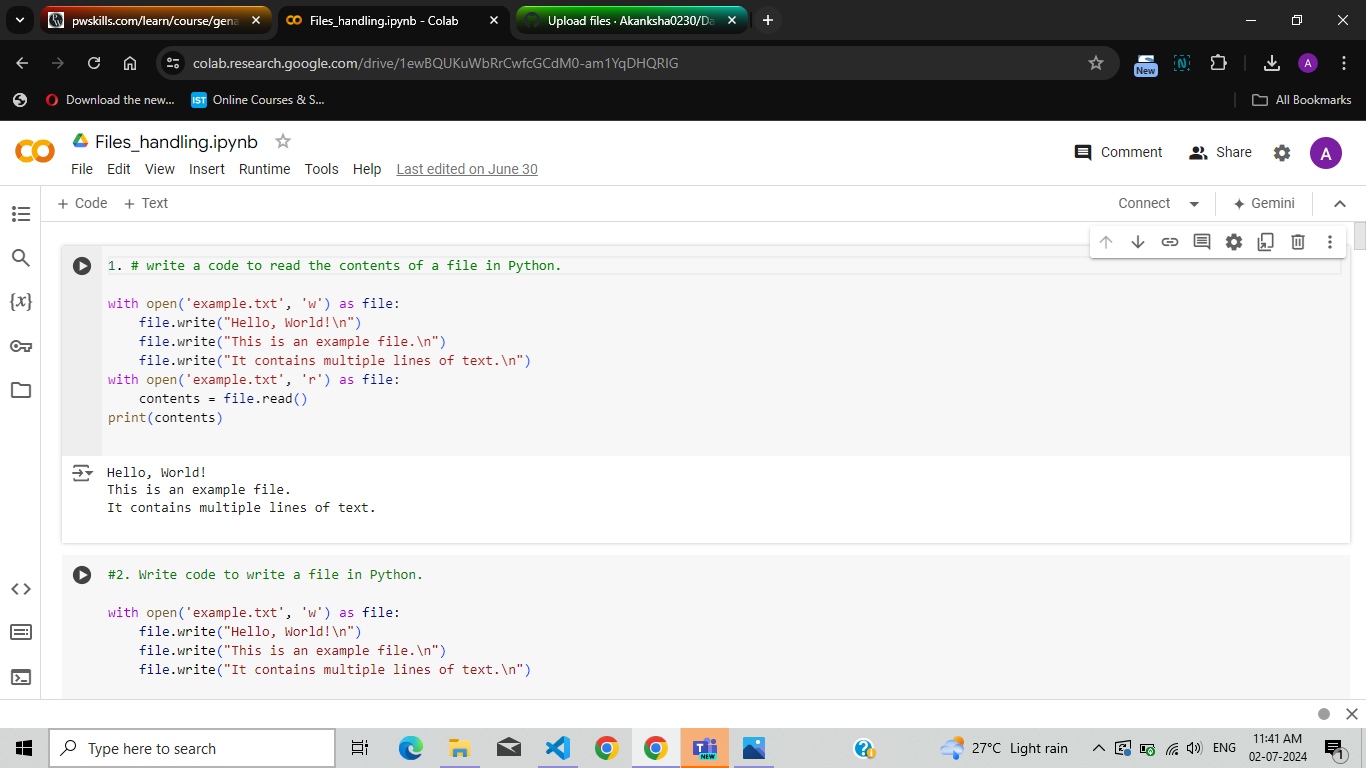 pwskills.com/learn/course/gena
Files_handling.ipynb - Colab
Upload files · Akanksha0230/Da
colab.research.google.com/drive/1ewBQUKuWbRrCwfcGCdM0-am1YqDHQRIG
New
N
A
Download the new...
IST
Online Courses & S...
All Bookmarks
Files_handling.ipynb
Comment
Share
A
File Edit View Insert Runtime Tools Help Last edited on June 30
+ Code + Text
Connect
Gemini
{x}
1. # write a code to read the contents of a file in Python.
with open('example.txt', 'w') as file:
    file.write("Hello, World!\n")
    file.write("This is an example file.\n")
    file.write("It contains multiple lines of text.\n")
with open('example.txt', 'r') as file:
    contents = file.read()
print(contents)
Hello, World!
This is an example file.
It contains multiple lines of text.
#2. Write code to write a file in Python.
with open('example.txt', 'w') as file:
    file.write("Hello, World!\n")
    file.write("This is an example file.\n")
    file.write("It contains multiple lines of text.\n")
Type here to search
NEW
27°C Light rain
ENG
11:41 AM
02-07-2024
1